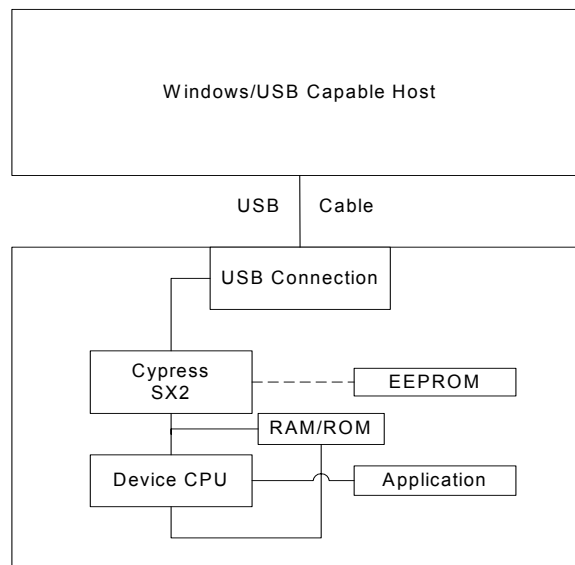 Windows/USB Capable Host
USB Cable
USB Connection
Cypress
SX2
EEPROM
RAM/ROM
Device CPU
Application